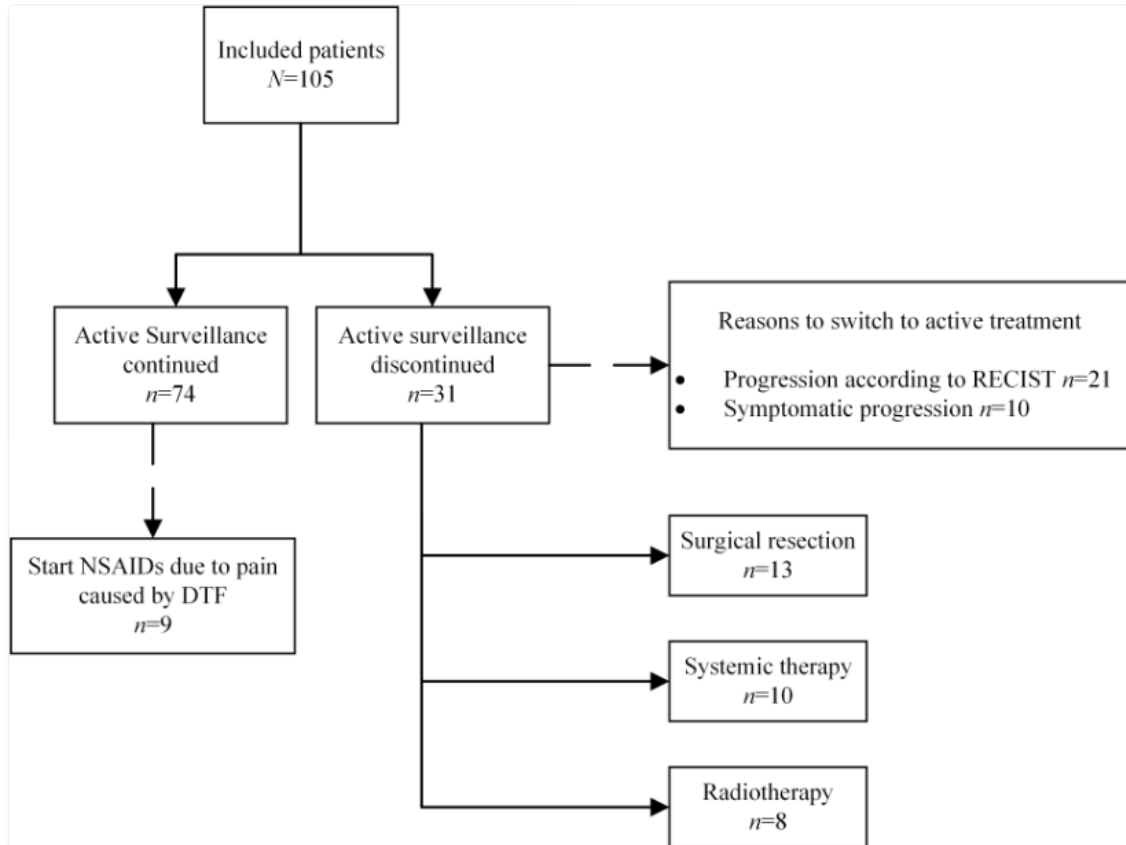 Included patients
N=105
Active Surveillance
continued
n=74
Active surveillance
discontinued
n=31
Reasons to switch to active treatment
• Progression according to RECIST n=21
• Symptomatic progression n=10
Start NSAIDs due to pain
caused by DTF
n=9
Surgical resection
n=13
Systemic therapy
n=10
Radiotherapy
n=8